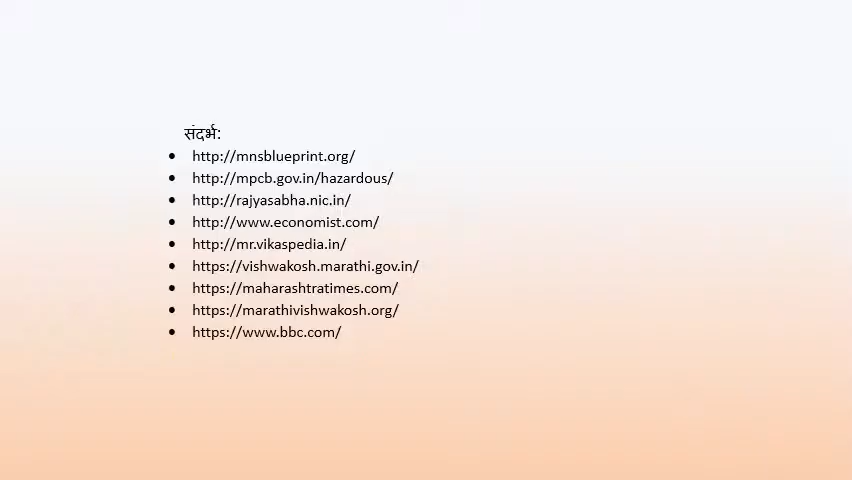 संदर्भ:
• http://mnsblueprint.org/
• http://mpcb.gov.in/hazardous/
• http://rajyasabha.nic.in/
• http://www.economist.com/
• http://mr.vikaspedia.in/
• https://vishwakosh.marathi.gov.in/
• https://maharashtratimes.com/
• https://marathivishwakosh.org/
• https://www.bbc.com/